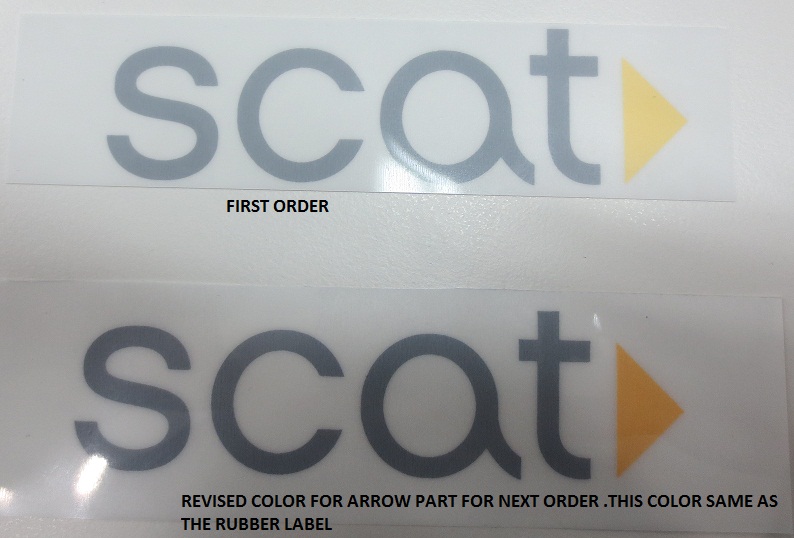 scat
FIRST ORDER
scat
REVISED COLOR FOR ARROW PART FOR NEXT ORDER .THIS COLOR SAME AS
THE RUBBER LABEL